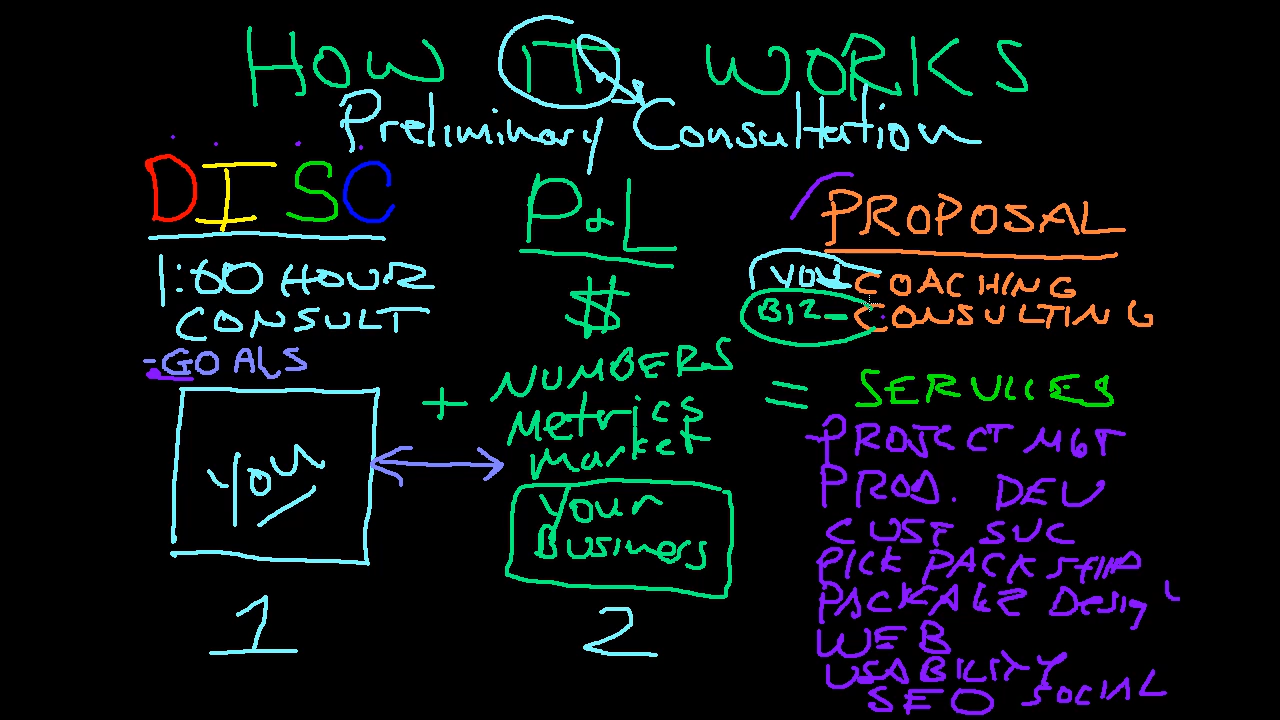 HOW IT WORKS
Preliminary Consultation
DISC
1:60 HOUR
CONSULT
-GOALS
YOU
1
+
P&L
$
NUMBERS
Metrics
Market
Your
Business
2
=
PROPOSAL
YOU COACHING
BIZ- CONSULTING
SERVICES
-PROJECT MGT
PROD. DEV
CUST SVC
PICK PACK SHIP
PACKAGE Design
WEB
USABILITY
SEO SOCIAL